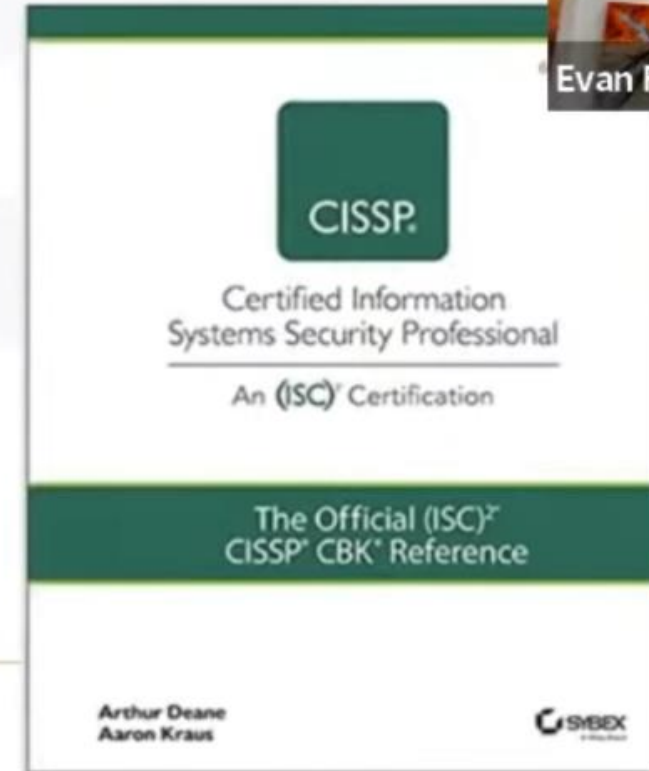 Evan
CISSP®
Certified Information
Systems Security Professional
An (ISC)² Certification
The Official (ISC)²
CISSP® CBK® Reference
Arthur Deane
Aaron Kraus
SYBEX